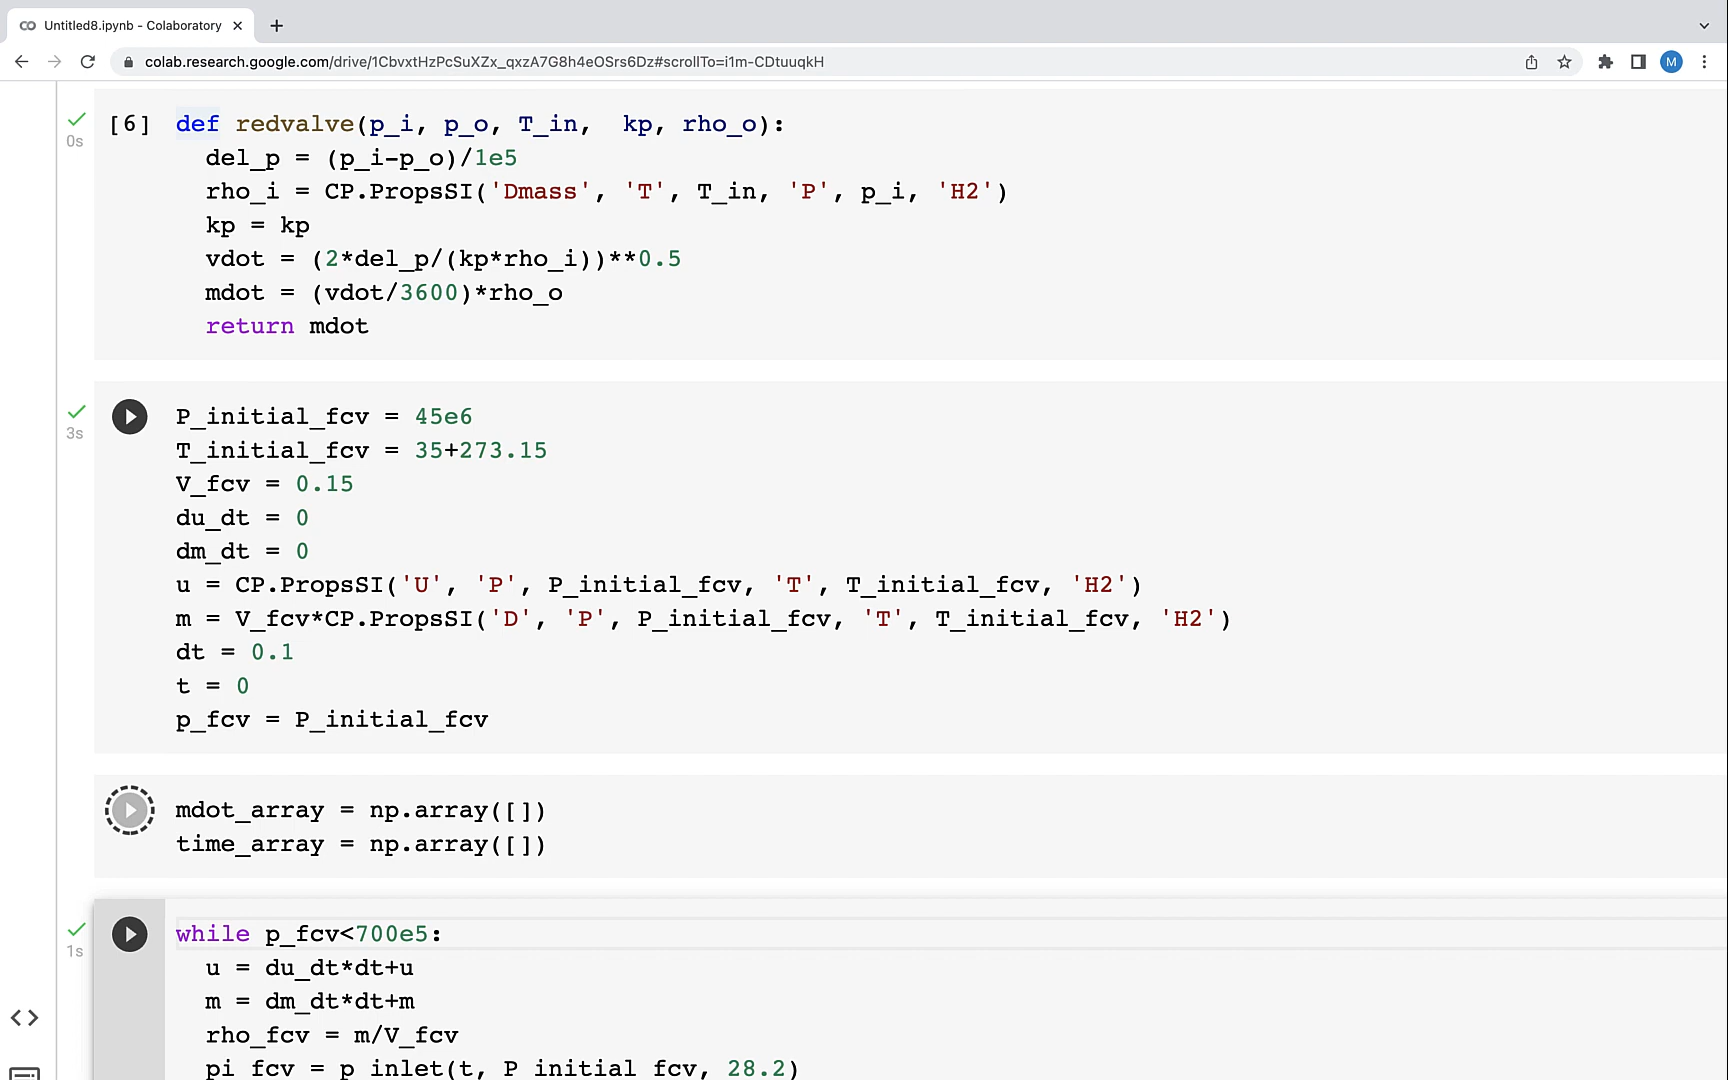 Untitled8.ipynb - Colaboratory
colab.research.google.com/drive/1CbvxtHzPcSuXZx_qxzA7G8h4eOSrs6Dz#scrollTo=i1m-CDtuuqkH
M
0s
[6] def redvalve(p_i, p_o, T_in,  kp, rho_o):
  del_p = (p_i-p_o)/1e5
  rho_i = CP.PropsSI('Dmass', 'T', T_in, 'P', p_i, 'H2')
  kp = kp
  vdot = (2*del_p/(kp*rho_i))**0.5
  mdot = (vdot/3600)*rho_o
  return mdot
3s
P_initial_fcv = 45e6
T_initial_fcv = 35+273.15
V_fcv = 0.15
du_dt = 0
dm_dt = 0
u = CP.PropsSI('U', 'P', P_initial_fcv, 'T', T_initial_fcv, 'H2')
m = V_fcv*CP.PropsSI('D', 'P', P_initial_fcv, 'T', T_initial_fcv, 'H2')
dt = 0.1
t = 0
p_fcv = P_initial_fcv
mdot_array = np.array([])
time_array = np.array([])
1s
while p_fcv<700e5:
  u = du_dt*dt+u
  m = dm_dt*dt+m
  rho_fcv = m/V_fcv
  pi_fcv = p_inlet(t, P_initial_fcv, 28.2)